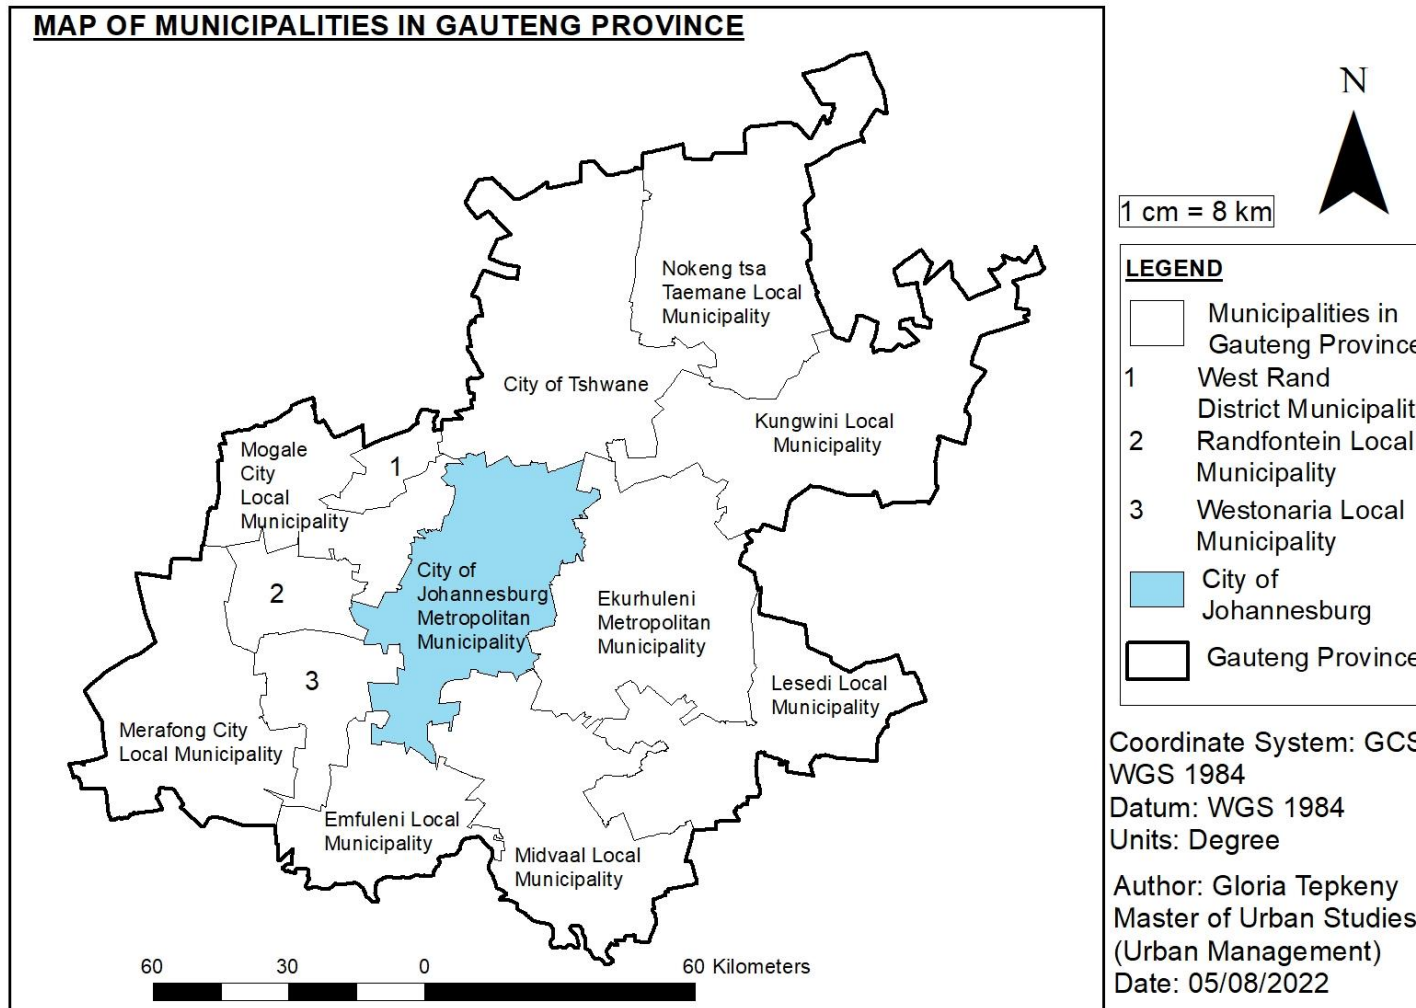 MAP OF MUNICIPALITIES IN GAUTENG PROVINCE
Nokeng tsa
Taemane Local
Municipality
City of Tshwane
Kungwini Local
Municipality
Mogale
City
Local
Municipality
1
2
City of
Johannesburg
Metropolitan
Municipality
Ekurhuleni
Metropolitan
Municipality
3
Lesedi Local
Municipality
Merafong City
Local Municipality
Emfuleni Local
Municipality
Midvaal Local
Municipality
60 30 0 60 Kilometers
N
1 cm = 8 km
LEGEND
Municipalities in
Gauteng Province
1 West Rand
District Municipalit
2 Randfontein Local
Municipality
3 Westonaria Local
Municipality
City of
Johannesburg
Gauteng Province
Coordinate System: GCS
WGS 1984
Datum: WGS 1984
Units: Degree
Author: Gloria Tepkeny
Master of Urban Studies
(Urban Management)
Date: 05/08/2022